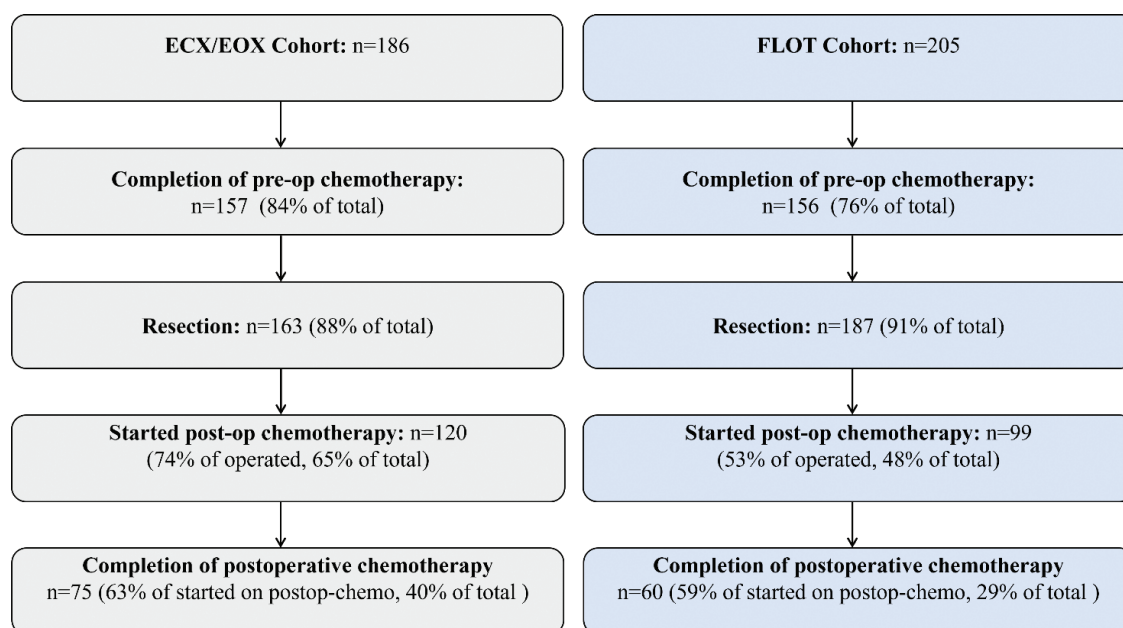 ECX/EOX Cohort: n=186
Completion of pre-op chemotherapy:
n=157 (84% of total)
Resection: n=163 (88% of total)
Started post-op chemotherapy: n=120
(74% of operated, 65% of total)
Completion of postoperative chemotherapy
n=75 (63% of started on postop-chemo, 40% of total )
FLOT Cohort: n=205
Completion of pre-op chemotherapy:
n=156 (76% of total)
Resection: n=187 (91% of total)
Started post-op chemotherapy: n=99
(53% of operated, 48% of total)
Completion of postoperative chemotherapy
n=60 (59% of started on postop-chemo, 29% of total )